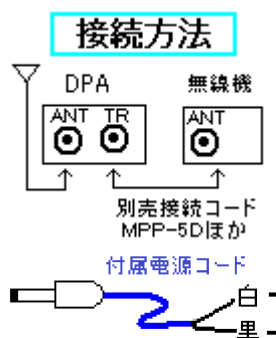 接続方法
DPA 無線機
ANT TR ANT
別売接続コード
MPP-5Dほか
付属電源コード
白
黒